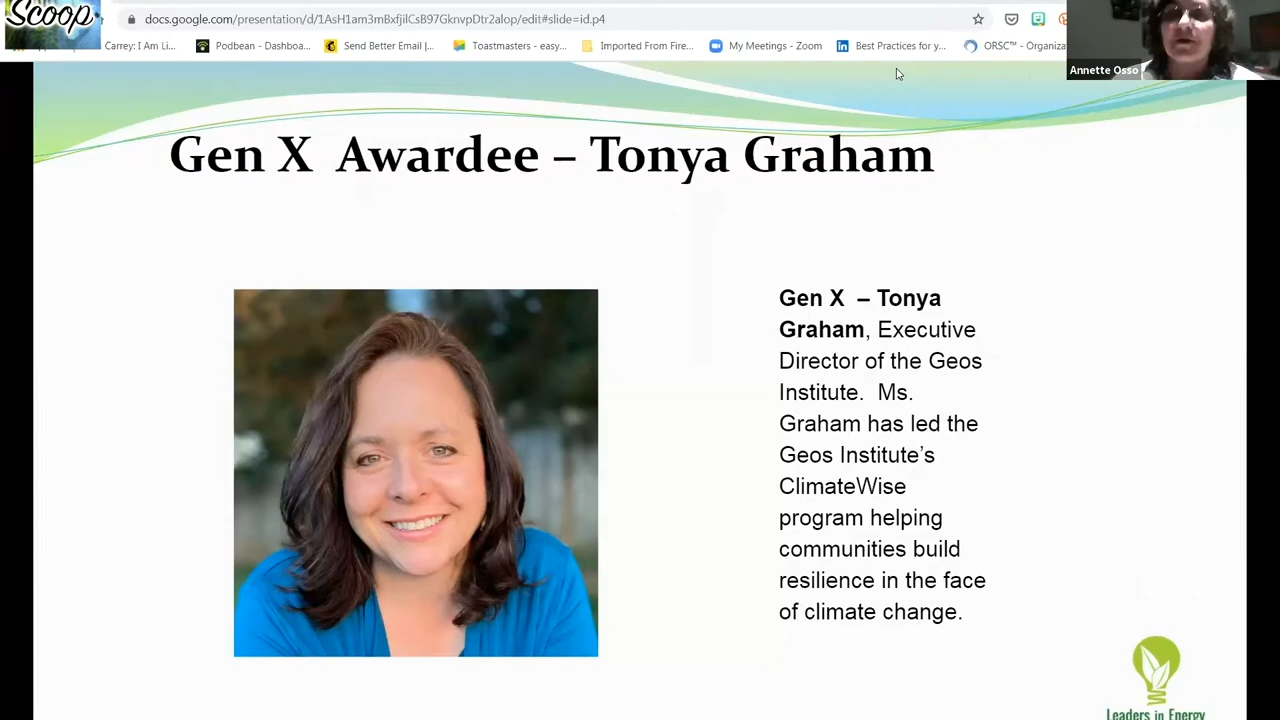 Scoop
docs.google.com/presentation/d/1AsH1am3mBxfjilCsB97GknvpDtr2alop/edit#slide=id.p4
Carrey: I Am Li...
Podbean - Dashboa...
Send Better Email |...
Toastmasters - easy...
Imported From Fire...
My Meetings - Zoom
Best Practices for y...
ORSC™ - Organiza
Annette Osso
Gen X Awardee – Tonya Graham
Gen X – Tonya
Graham, Executive
Director of the Geos
Institute. Ms.
Graham has led the
Geos Institute’s
ClimateWise
program helping
communities build
resilience in the face
of climate change.
Leaders in Energy